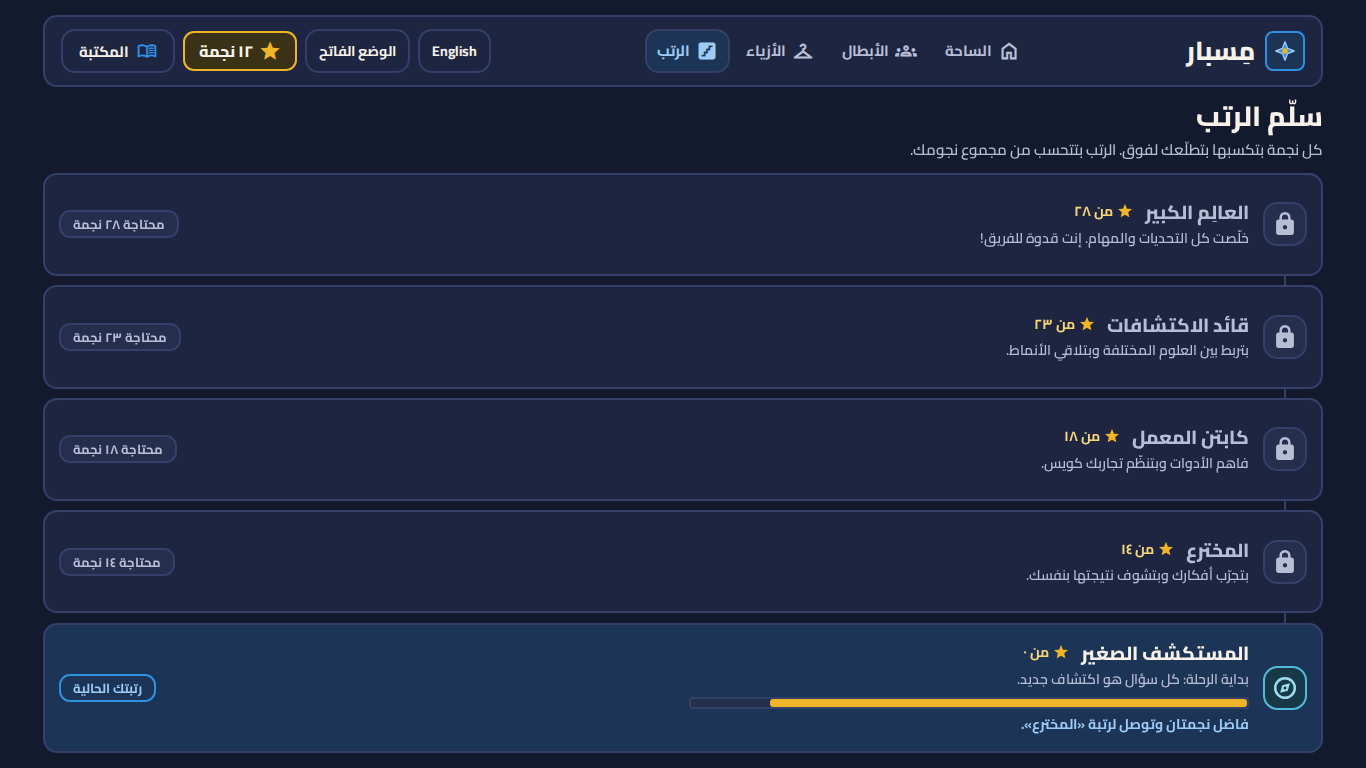 مِسبار
الساحة
الأبطال
الأزياء
الرتب
English
الوضع الفاتح
١٢ نجمة
المكتبة
سلّم الرتب
كل نجمة بتكسبها بتطلّعك لفوق. الرتب بتتحسب من مجموع نجومك.
العالِم الكبير من ٢٨
خلّصت كل التحديات والمهام. إنت قدوة للفريق!
محتاجة ٢٨ نجمة
قائد الاكتشافات من ٢٣
بتربط بين العلوم المختلفة وبتلاقي الأنماط.
محتاجة ٢٣ نجمة
كابتن المعمل من ١٨
فاهم الأدوات وبتنظّم تجاربك كويس.
محتاجة ١٨ نجمة
المخترع من ١٤
بتجرّب أفكارك وبتشوف نتيجتها بنفسك.
محتاجة ١٤ نجمة
المستكشف الصغير من ٠
بداية الرحلة: كل سؤال هو اكتشاف جديد.
فاضل نجمتان وتوصل لرتبة «المخترع».
رتبتك الحالية